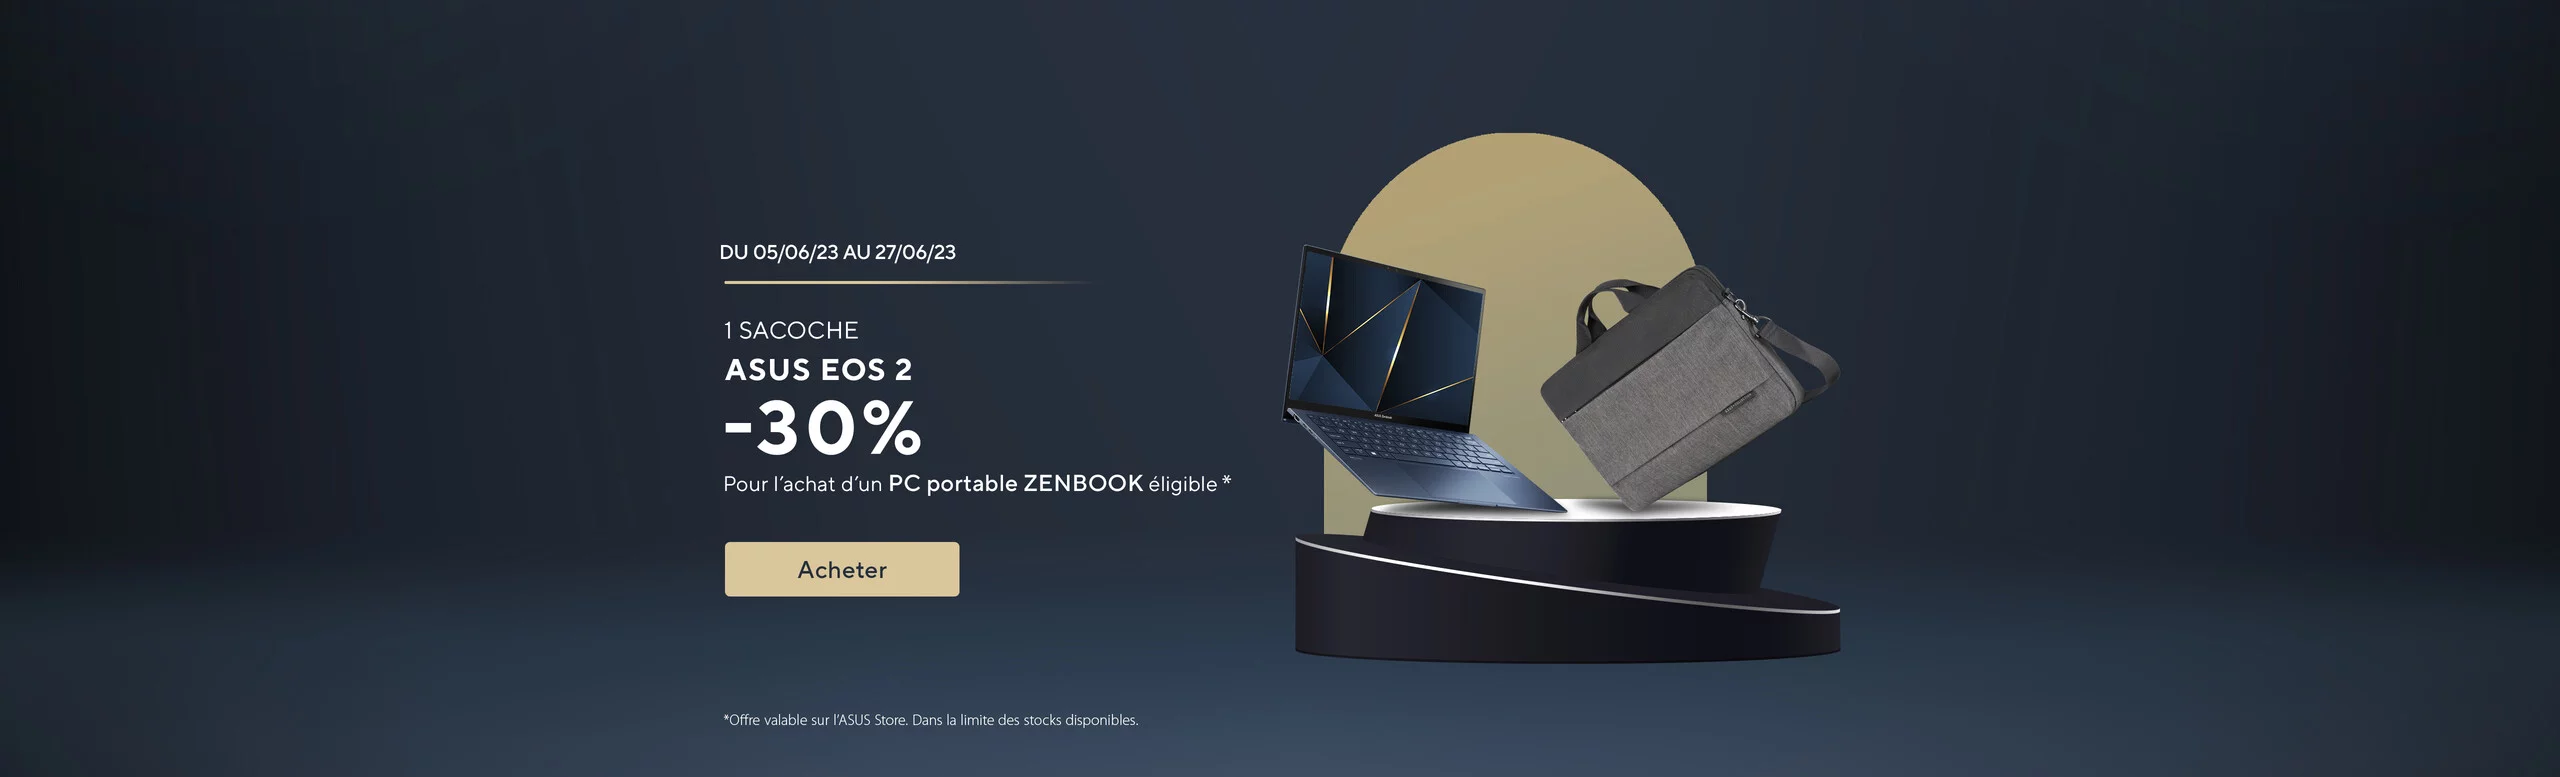 DU 05/06/23 AU 27/06/23
1 SACOCHE
ASUS EOS 2
-30%
Pour l'achat d'un PC portable ZENBOOK éligible *
Acheter
*Offre valable sur l'ASUS Store. Dans la limite des stocks disponibles.